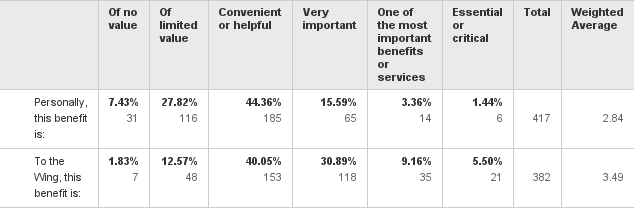 Of no value Of limited value Convenient or helpful Very important One of the most important benefits or services Essential or critical Total Weighted Average
Personally, this benefit is: 7.43% 31 27.82% 116 44.36% 185 15.59% 65 3.36% 14 1.44% 6 417 2.84
To the Wing, this benefit is: 1.83% 7 12.57% 48 40.05% 153 30.89% 118 9.16% 35 5.50% 21 382 3.49